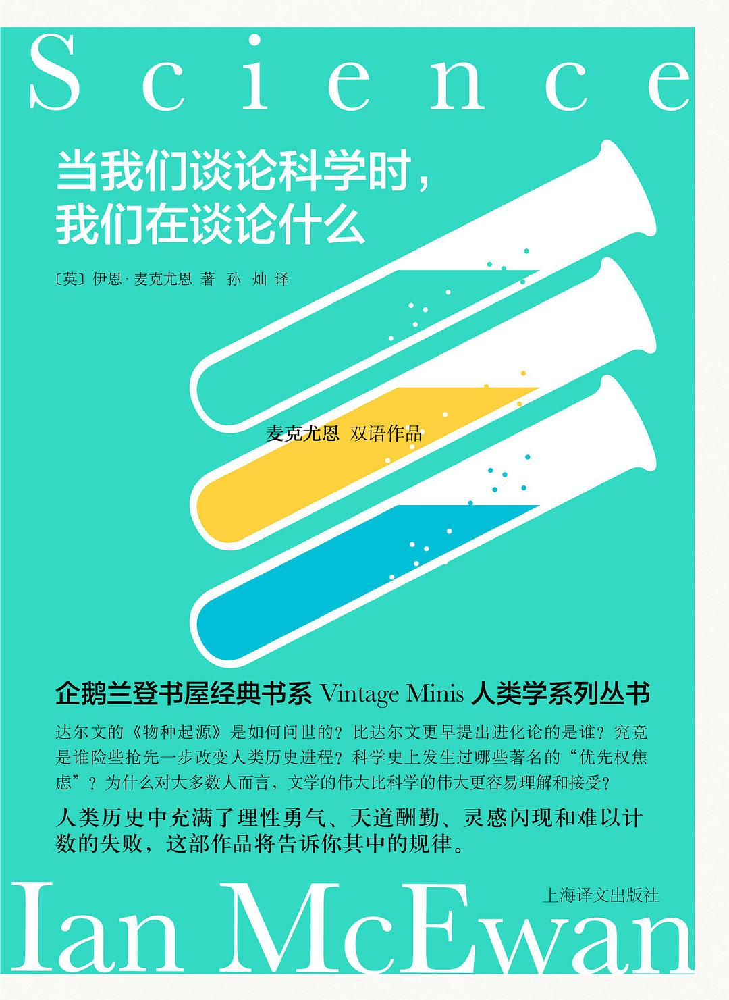 Science
当我们谈论科学时，
我们在谈论什么
〔英〕伊恩·麦克尤恩 著 孙 灿 译
麦克尤恩 双语作品
企鹅兰登书屋经典书系 Vintage Minis 人类学系列丛书
达尔文的《物种起源》是如何问世的？比达尔文更早提出进化论的是谁？究竟
是谁险些抢先一步改变人类历史进程？科学史上发生过哪些著名的“优先权焦
虑”？为什么对大多数人而言，文学的伟大比科学的伟大更容易理解和接受？
人类历史中充满了理性勇气、天道酬勤、灵感闪现和难以计
数的失败，这部作品将告诉你其中的规律。
上海译文出版社
Ian McEwan